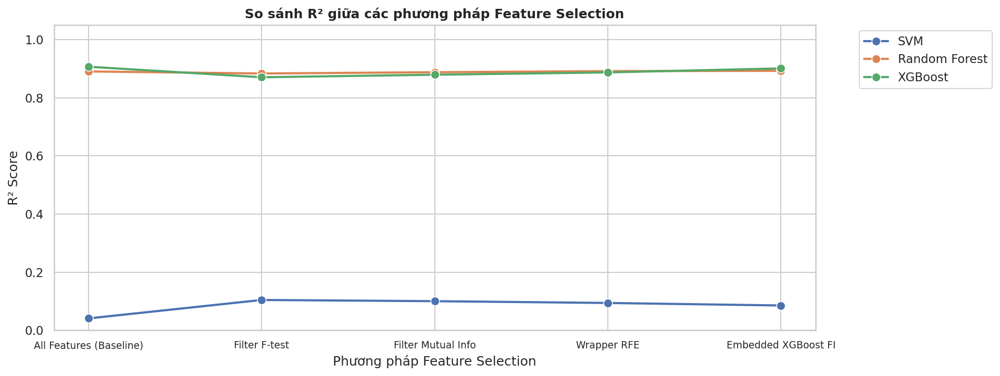 So sánh R² giữa các phương pháp Feature Selection
SVM
Random Forest
XGBoost
R² Score
1.0
0.8
0.6
0.4
0.2
0.0
All Features (Baseline)
Filter F-test
Filter Mutual Info
Wrapper RFE
Embedded XGBoost FI
Phương pháp Feature Selection